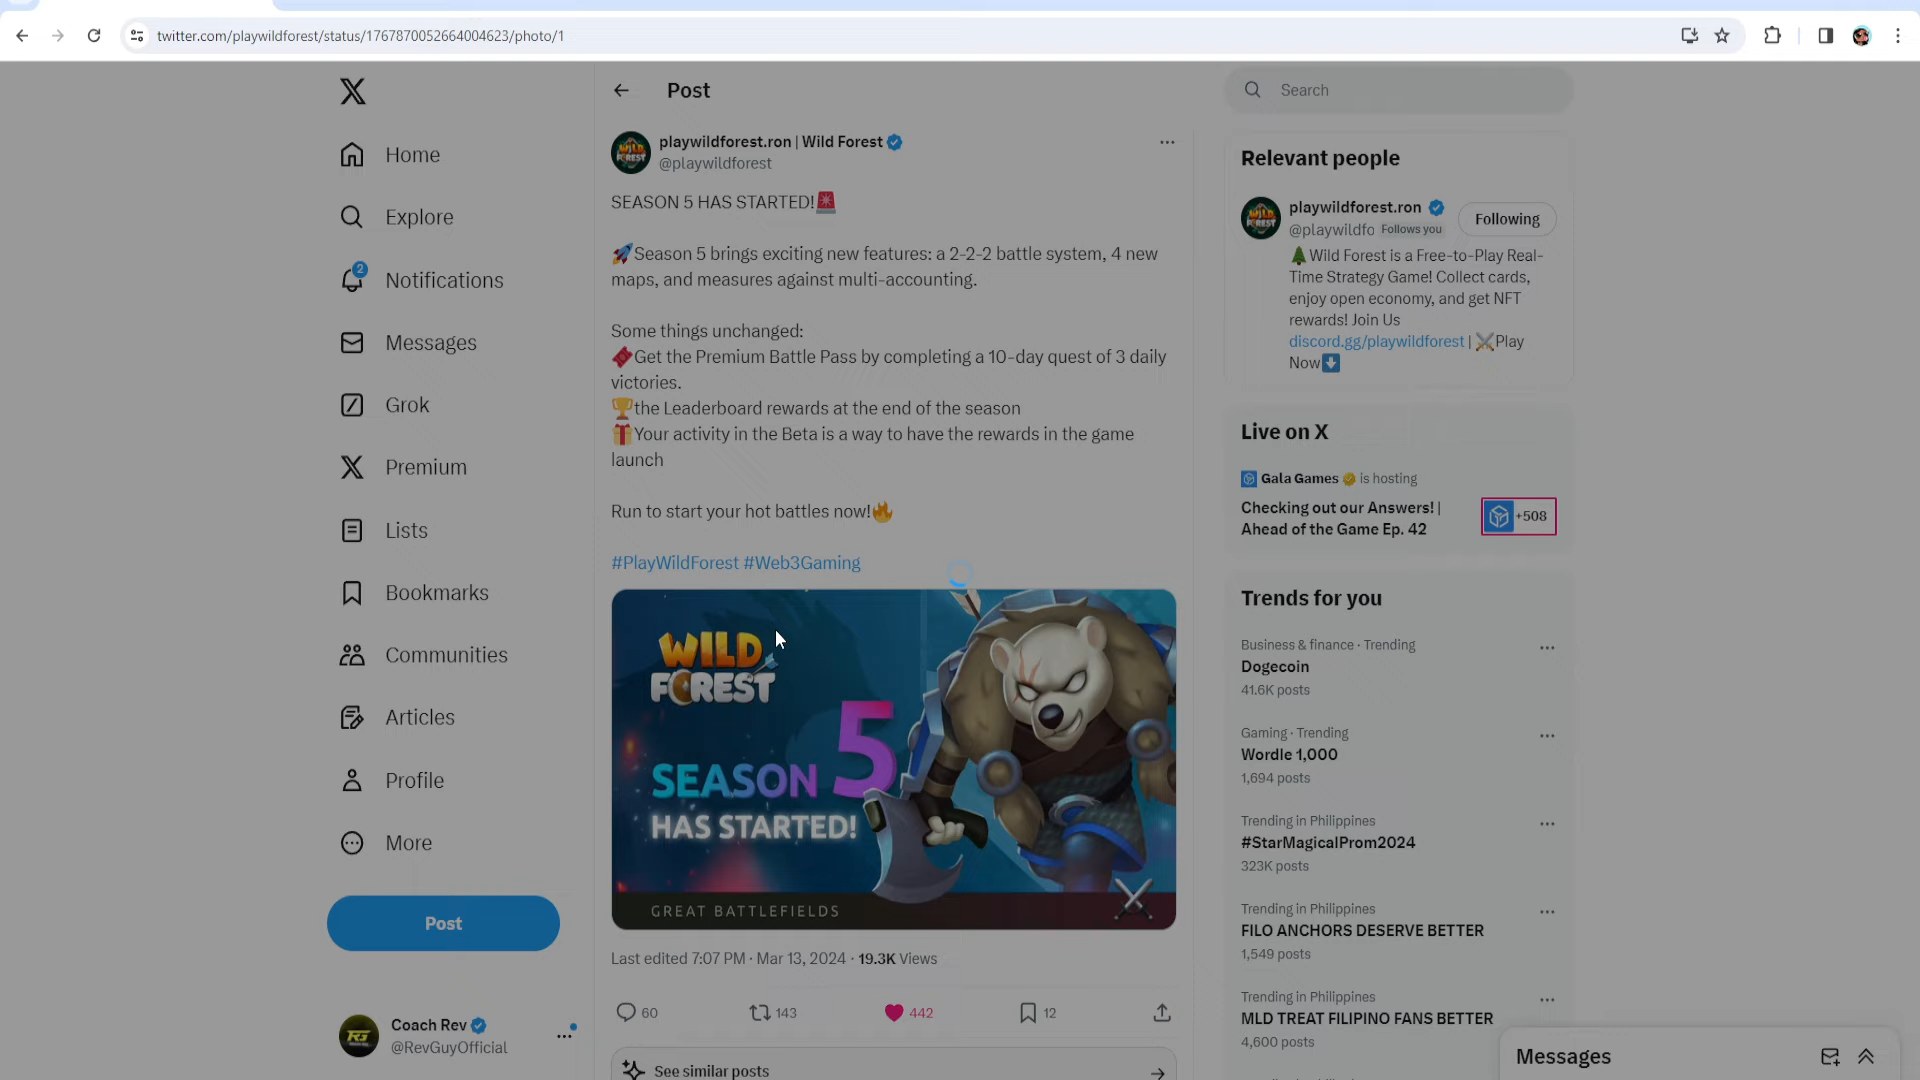 twitter.com/playwildforest/status/1767870052664004623/photo/1
Home
Explore
2
Notifications
Messages
Grok
Premium
Lists
Bookmarks
Communities
Articles
Profile
More
Post
Coach Rev
@RevGuyOfficial
Post
playwildforest.ron | Wild Forest
@playwildforest
SEASON 5 HAS STARTED!🚨
🚀Season 5 brings exciting new features: a 2-2-2 battle system, 4 new
maps, and measures against multi-accounting.
Some things unchanged:
🎟️Get the Premium Battle Pass by completing a 10-day quest of 3 daily
victories.
🏆the Leaderboard rewards at the end of the season
🎁Your activity in the Beta is a way to have the rewards in the game
launch
Run to start your hot battles now!🔥
#PlayWildForest #Web3Gaming
WILD
FOREST
SEASON 5
HAS STARTED!
GREAT BATTLEFIELDS
Last edited 7:07 PM · Mar 13, 2024 · 19.3K Views
60
143
442
12
See similar posts
Search
Relevant people
playwildforest.ron
Following
@playwildfo Follows you
🌲Wild Forest is a Free-to-Play Real-
Time Strategy Game! Collect cards,
enjoy open economy, and get NFT
rewards! Join Us
discord.gg/playwildforest | ⚔️Play
Now⬇️
Live on X
Gala Games is hosting
Checking out our Answers! |
Ahead of the Game Ep. 42
+508
Trends for you
Business & finance · Trending
Dogecoin
41.6K posts
Gaming · Trending
Wordle 1,000
1,694 posts
Trending in Philippines
#StarMagicalProm2024
323K posts
Trending in Philippines
FILO ANCHORS DESERVE BETTER
1,549 posts
Trending in Philippines
MLD TREAT FILIPINO FANS BETTER
4,600 posts
Messages